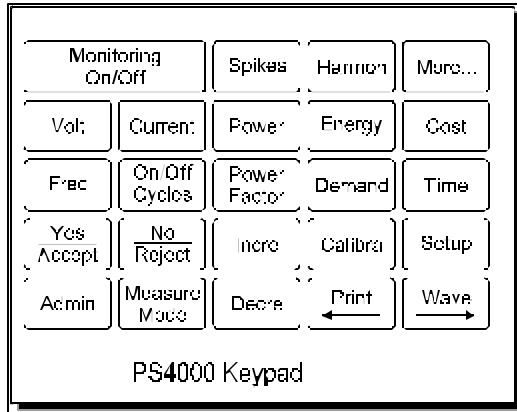 Monitoring
On/Off
Spikes
Harmon
More...
Volt
Current
Power
Energy
Cost
Freq
On/Off
Cycles
Power
Factor
Demand
Time
Yes
Accept
No
Reject
Incre
Calibra
Setup
Admin
Measure
Mode
Decre
Print
Wave
PS4000 Keypad